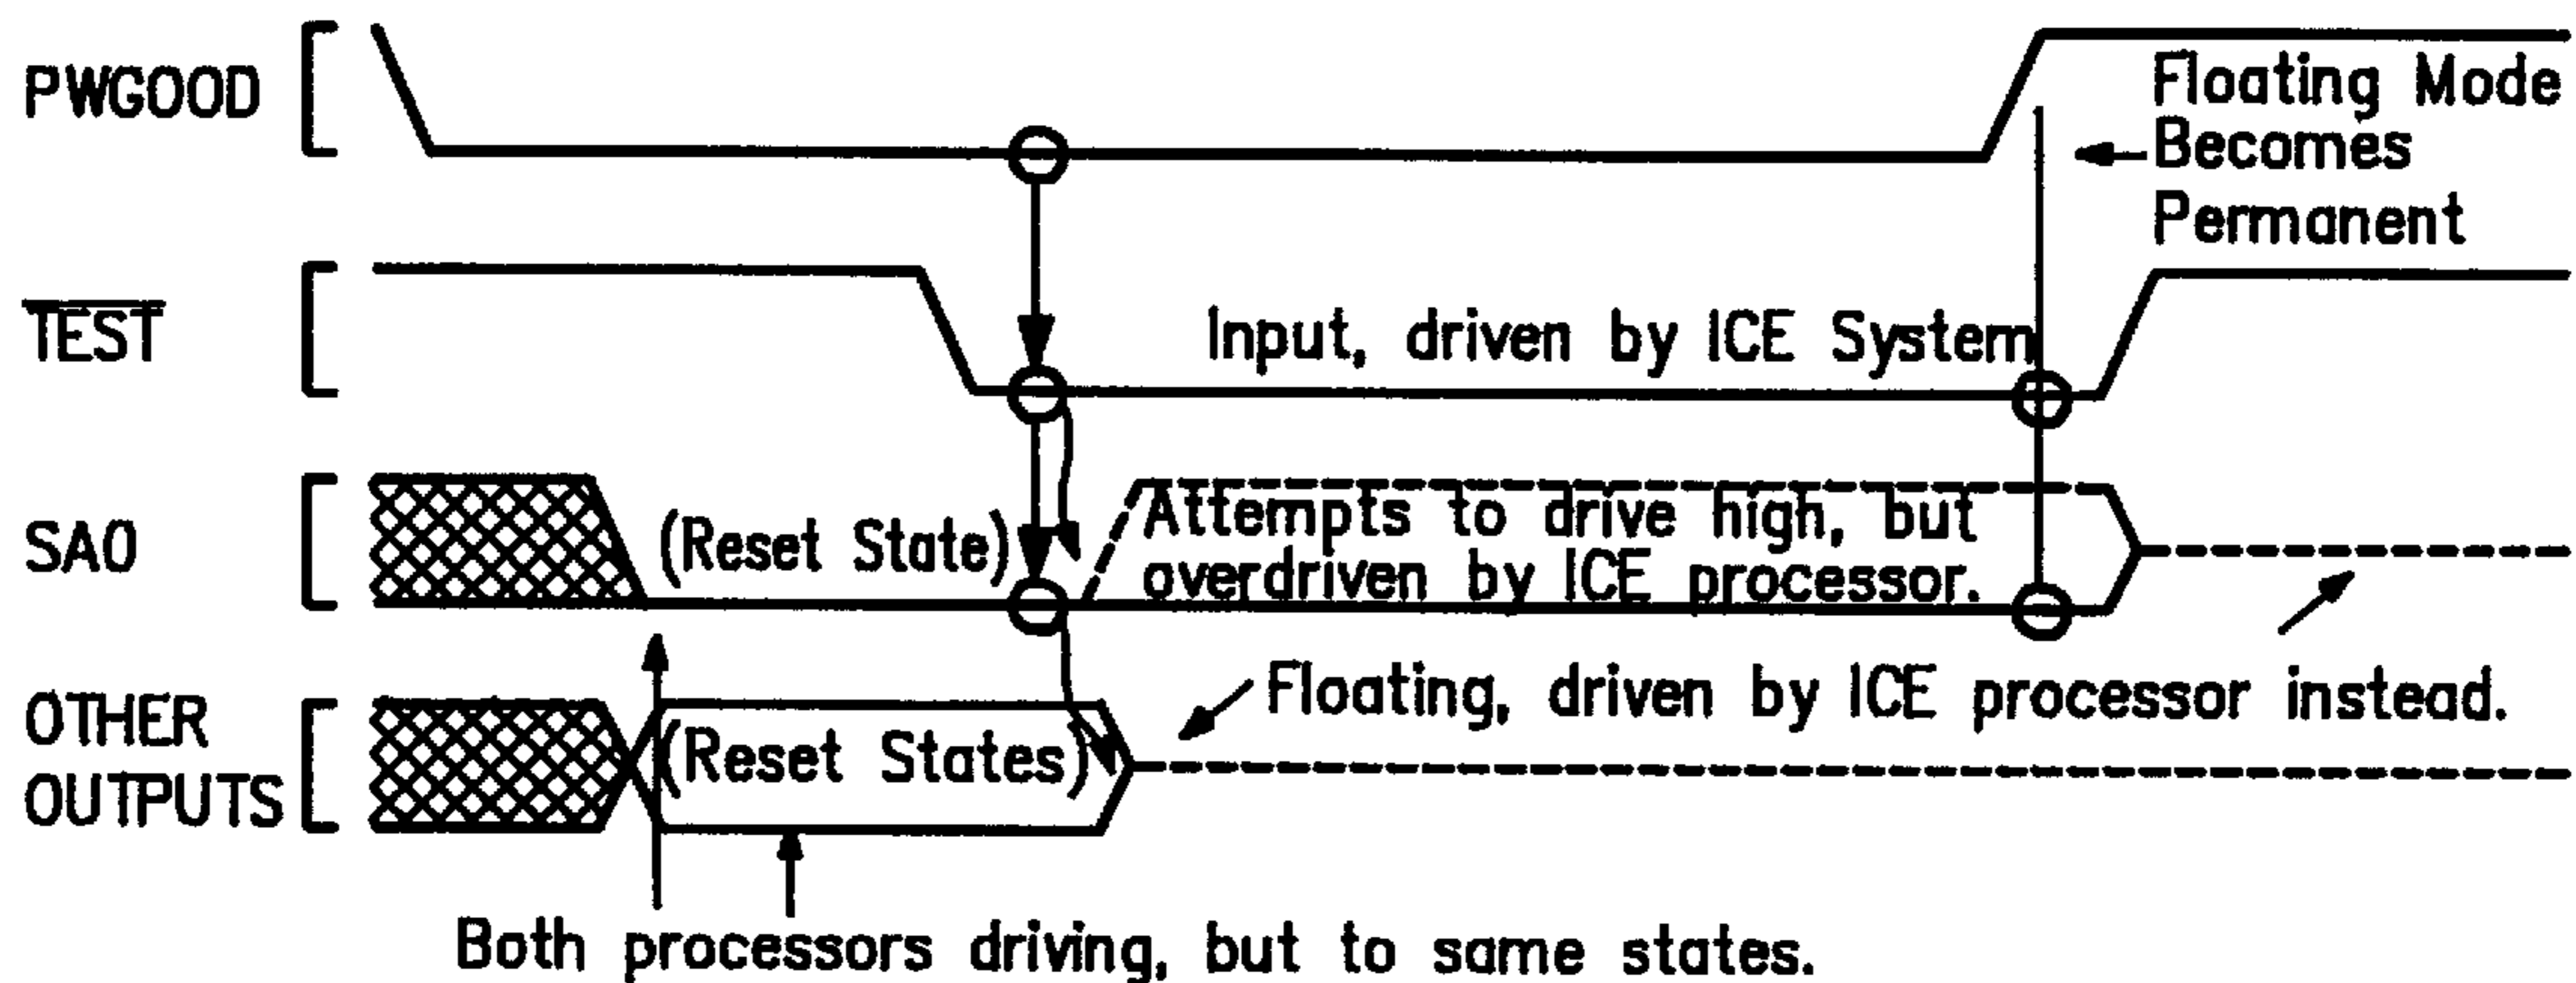 PWGOOD
Floating Mode
Becomes
Permanent
TEST
Input, driven by ICE System
SA0
(Reset State)
Attempts to drive high, but
overdriven by ICE processor.
Floating, driven by ICE processor instead.
OTHER
OUTPUTS
(Reset States)
Both processors driving, but to same states.